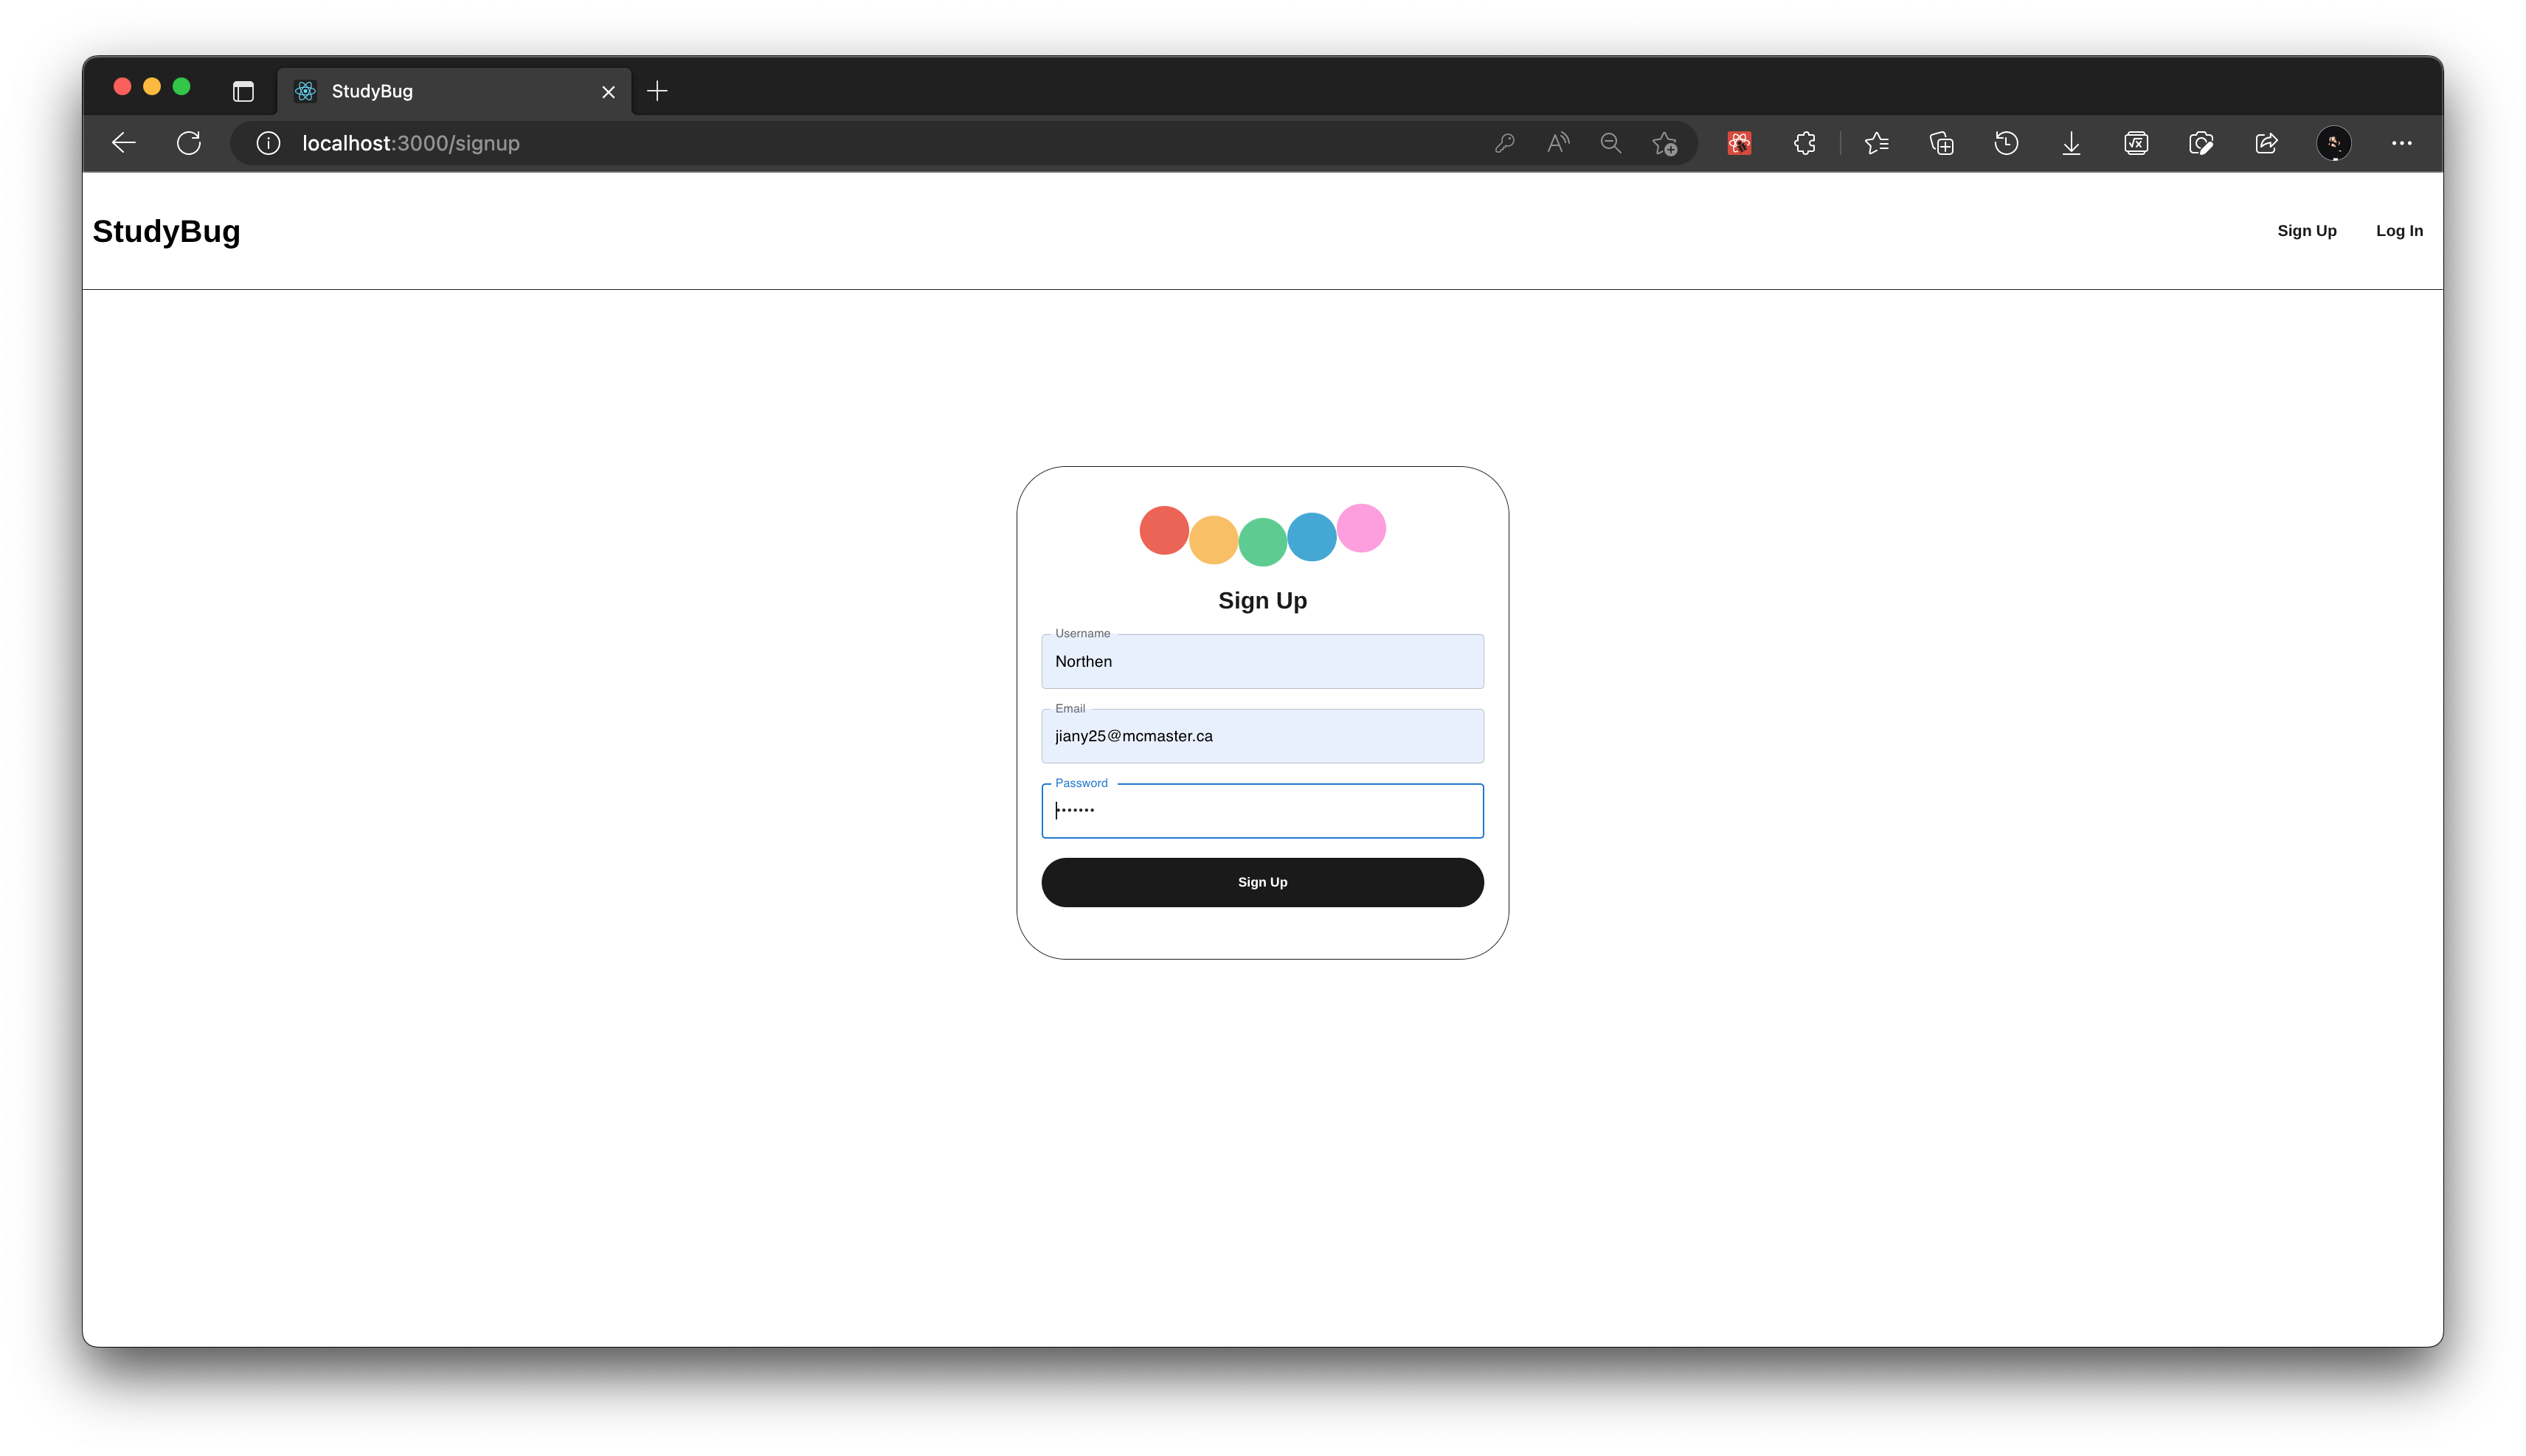 StudyBug
localhost:3000/signup
StudyBug
Sign Up
Log In
Sign Up
Username
Northen
Email
jiany25@mcmaster.ca
Password
•••••••
Sign Up